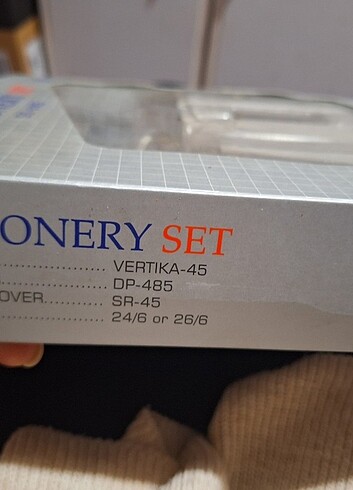 ONERY SET
.................... VERTIKA-45
.................... DP-485
OVER........... SR-45
.................... 24/6 or 26/6